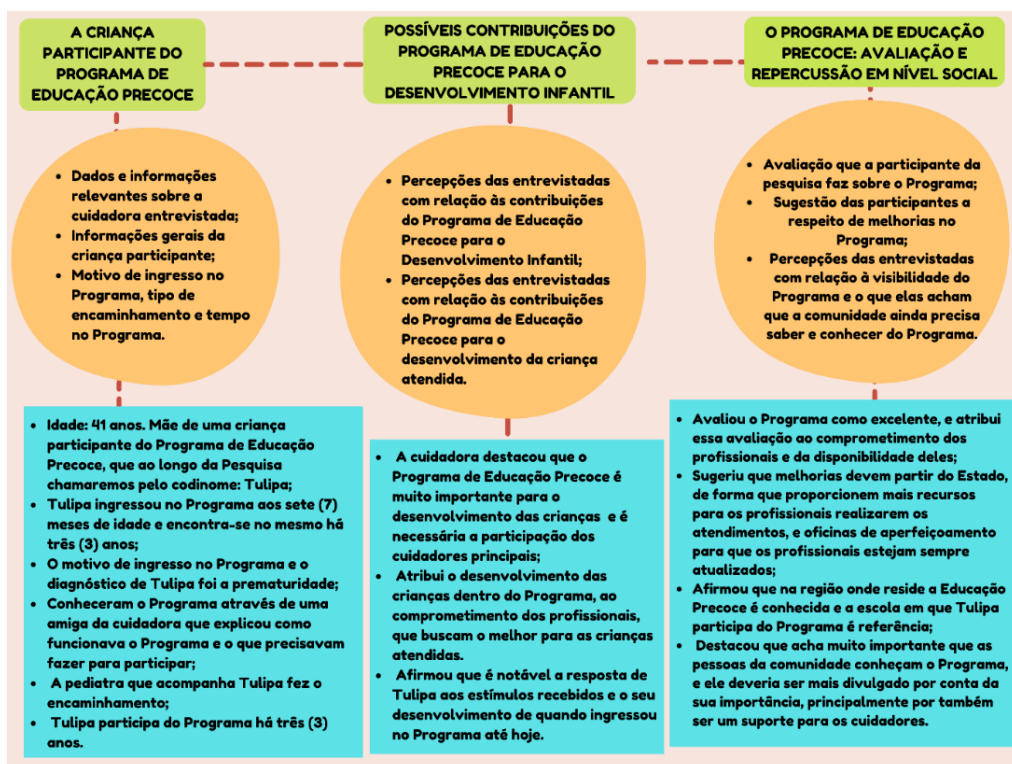 A CRIANÇA
PARTICIPANTE DO
PROGRAMA DE
EDUCAÇÃO PRECOCE
• Dados e informações
relevantes sobre a
cuidadora entrevistada;
• Informações gerais da
criança participante;
• Motivo de ingresso no
Programa, tipo de
encaminhamento e tempo
no Programa.
• Idade: 41 anos. Mãe de uma criança
participante do Programa de Educação
Precoce, que ao longo da Pesquisa
chamaremos pelo codinome: Tulipa;
• Tulipa ingressou no Programa aos sete (7)
meses de idade e encontra-se no mesmo há
três (3) anos;
• O motivo de ingresso no Programa e o
diagnóstico de Tulipa foi a prematuridade;
• Conheceram o Programa através de uma
amiga da cuidadora que explicou como
funcionava o Programa e o que precisavam
fazer para participar;
• A pediatra que acompanha Tulipa fez o
encaminhamento;
• Tulipa participa do Programa há três (3)
anos.
POSSÍVEIS CONTRIBUIÇÕES DO
PROGRAMA DE EDUCAÇÃO
PRECOCE PARA O
DESENVOLVIMENTO INFANTIL
• Percepções das entrevistadas
com relação às contribuições
do Programa de Educação
Precoce para o
Desenvolvimento Infantil;
• Percepções das entrevistadas
com relação às contribuições
do Programa de Educação
Precoce para o
desenvolvimento da criança
atendida.
• A cuidadora destacou que o
Programa de Educação Precoce é
muito importante para o
desenvolvimento das crianças e é
necessária a participação dos
cuidadores principais;
• Atribui o desenvolvimento das
crianças dentro do Programa, ao
comprometimento dos profissionais,
que buscam o melhor para as crianças
atendidas.
• Afirmou que é notável a resposta de
Tulipa aos estímulos recebidos e o seu
desenvolvimento de quando ingressou
no Programa até hoje.
O PROGRAMA DE EDUCAÇÃO
PRECOCE: AVALIAÇÃO E
REPERCUSSÃO EM NÍVEL SOCIAL
• Avaliação que a participante da
pesquisa faz sobre o Programa;
• Sugestão das participantes a
respeito de melhorias no
Programa;
• Percepções das entrevistadas
com relação à visibilidade do
Programa e o que elas acham
que a comunidade ainda precisa
saber e conhecer do Programa.
• Avaliou o Programa como excelente, e atribui
essa avaliação ao comprometimento dos
profissionais e da disponibilidade deles;
• Sugeriu que melhorias devem partir do Estado,
de forma que proporcionem mais recursos
para os profissionais realizarem os
atendimentos, e oficinas de aperfeiçoamento
para que os profissionais estejam sempre
atualizados;
• Afirmou que na região onde reside a Educação
Precoce é conhecida e a escola em que Tulipa
participa do Programa é referência;
• Destacou que acha muito importante que as
pessoas da comunidade conheçam o Programa,
e ele deveria ser mais divulgado por conta da
sua importância, principalmente por também
ser um suporte para os cuidadores.